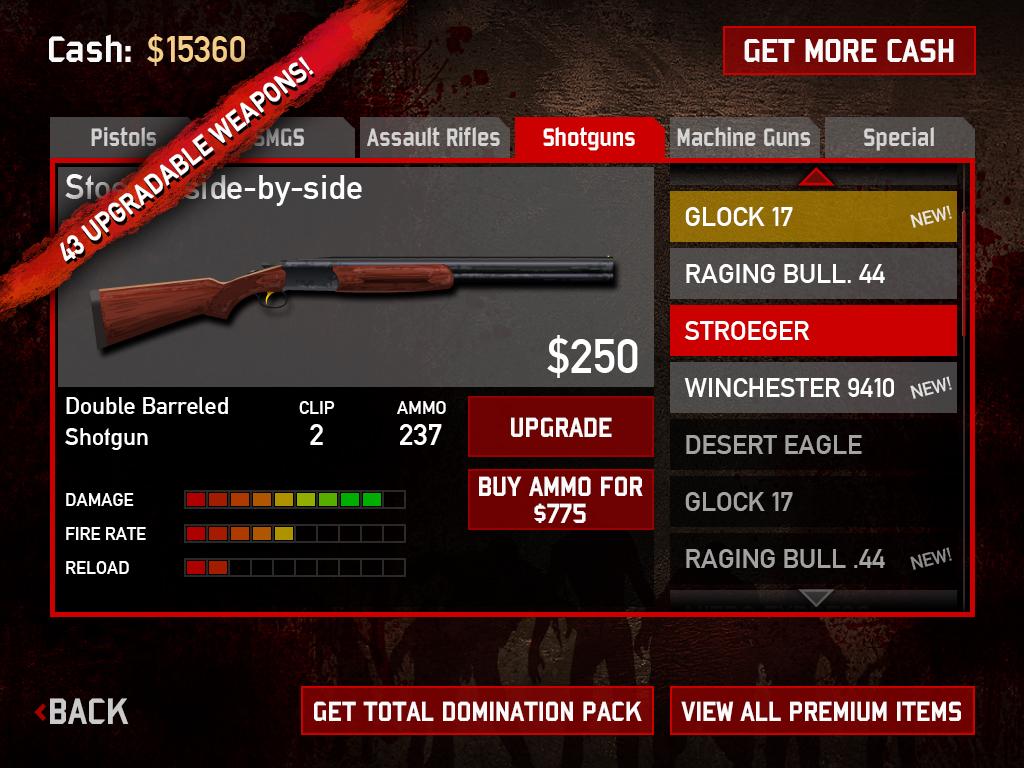 Cash: $15360
GET MORE CASH
43 UPGRADABLE WEAPONS!
Pistols
SMGS
Assault Rifles
Shotguns
Machine Guns
Special
side-by-side
$250
Double Barreled
Shotgun
CLIP
2
AMMO
237
UPGRADE
BUY AMMO FOR
$775
DAMAGE
FIRE RATE
RELOAD
GLOCK 17 NEW!
RAGING BULL. 44
STROEGER
WINCHESTER 9410 NEW!
DESERT EAGLE
GLOCK 17
RAGING BULL .44 NEW!
BACK
GET TOTAL DOMINATION PACK
VIEW ALL PREMIUM ITEMS